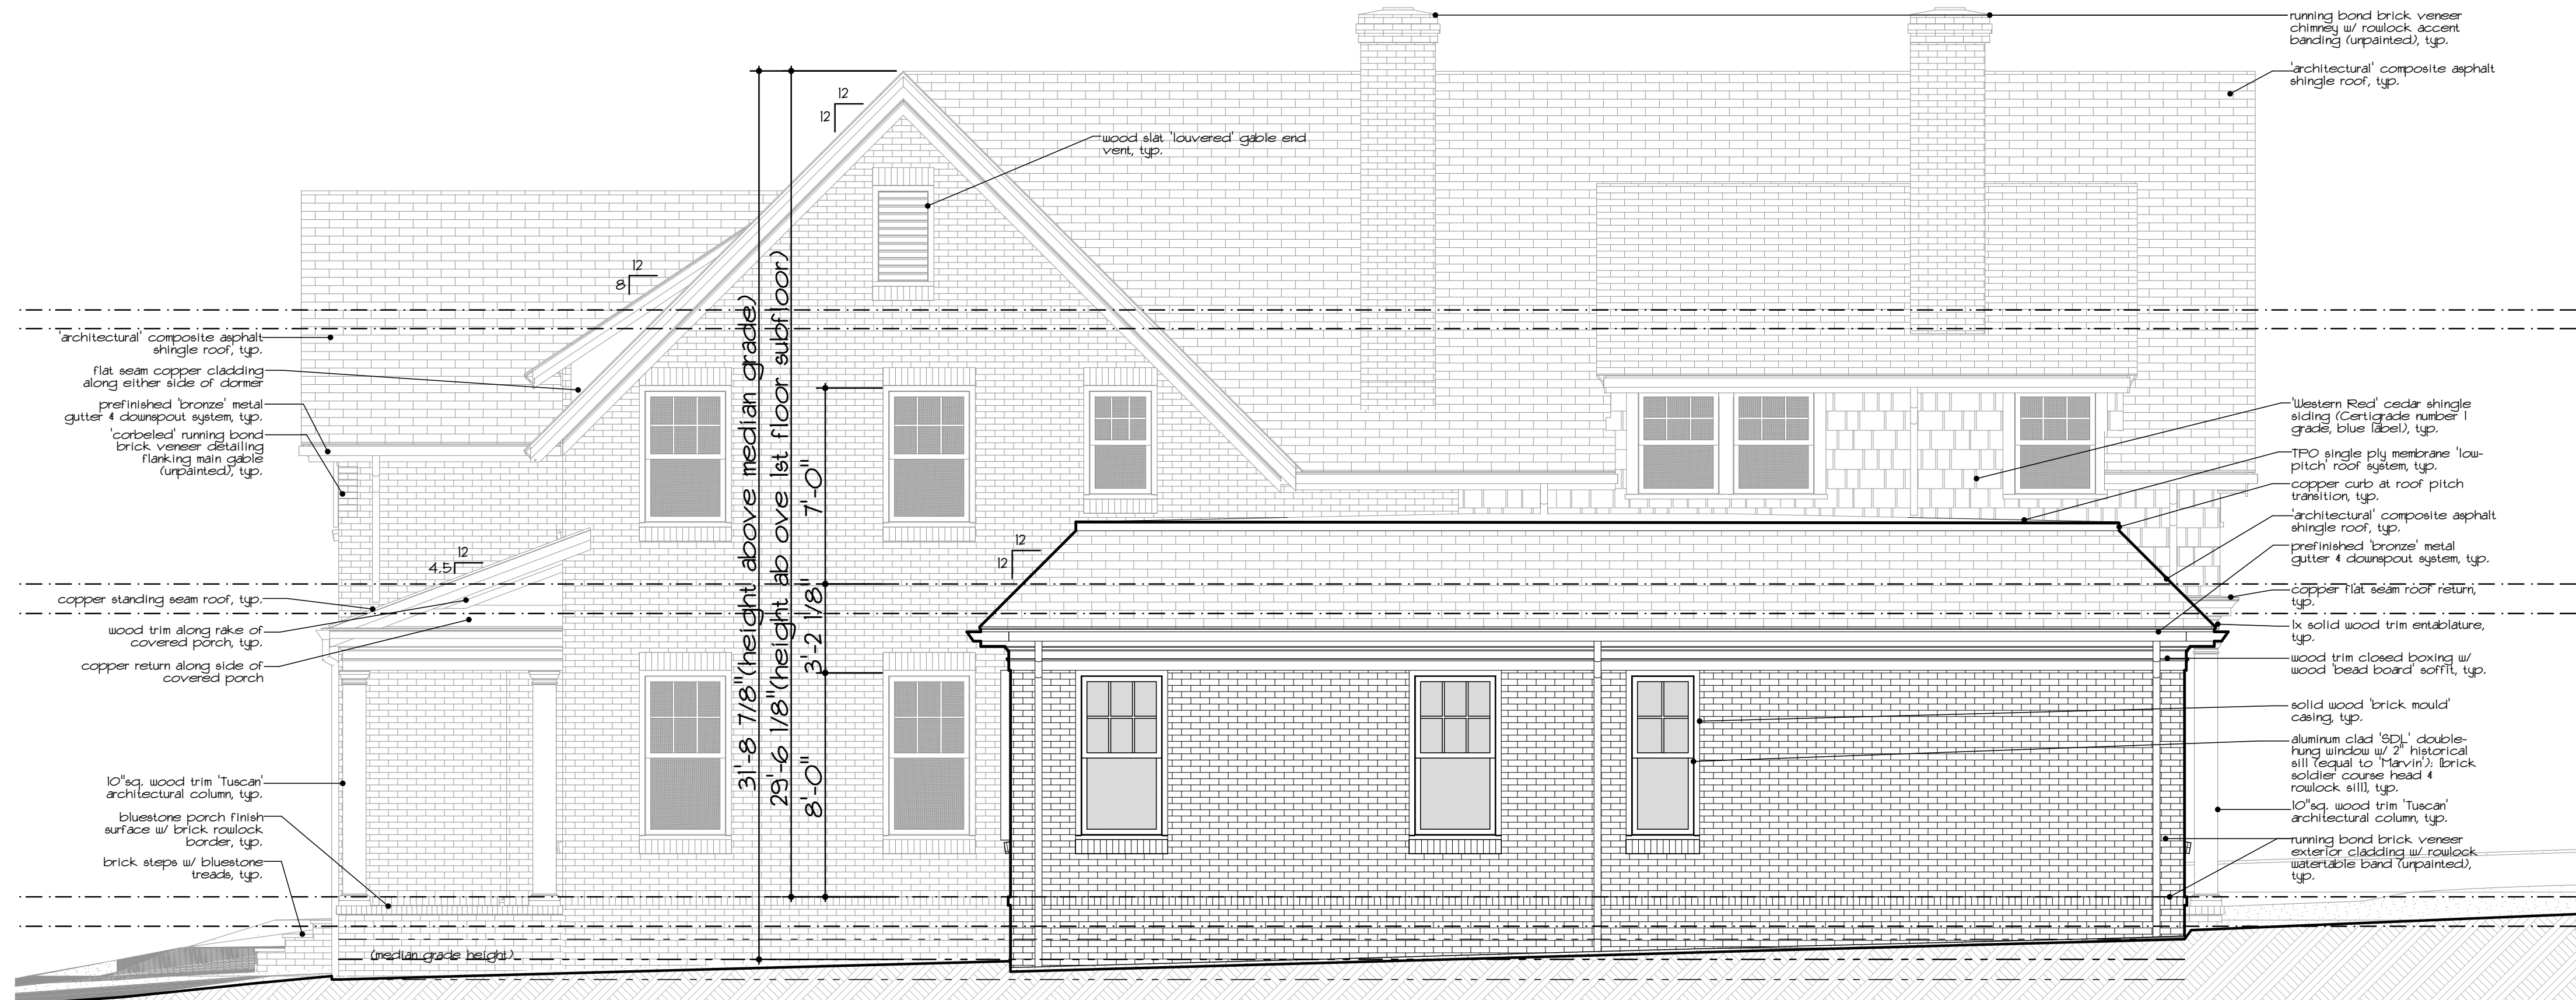 running bond brick veneer
chimney w/ rowlock accent
banding (unpainted), typ.
'architectural' composite asphalt
shingle roof, typ.
12
12
wood slat 'louvered' gable end
vent, typ.
12
8
'architectural' composite asphalt
shingle roof, typ.
flat seam copper cladding
along either side of dormer
prefinished 'bronze' metal
gutter & downspout system, typ.
'corbeled' running bond
brick veneer detailing
flanking main gable
(unpainted), typ.
12
4.5
copper standing seam roof, typ.
wood trim along rake of
covered porch, typ.
copper return along side of
covered porch
10"sq. wood trim 'Tuscan'
architectural column, typ.
bluestone porch finish
surface w/ brick rowlock
border, typ.
brick steps w/ bluestone
treads, typ.
(median grade height)
31'-8 7/8"(height above median grade)
29'-6 1/8"(height ab ove 1st floor subfloor)
7'-0"
3'-2 1/8"
8'-0"
12
12
'Western Red' cedar shingle
siding (Certigrade number 1
grade, blue label), typ.
TPO single ply membrane 'low-
pitch' roof system, typ.
copper curb at roof pitch
transition, typ.
'architectural' composite asphalt
shingle roof, typ.
prefinished 'bronze' metal
gutter & downspout system, typ.
copper flat seam roof return,
typ.
1x solid wood trim entablature,
typ.
wood trim closed boxing w/
wood 'bead board' soffit, typ.
solid wood 'brick mould'
casing, typ.
aluminum clad 'SDL' double-
hung window w/ 2" historical
sill (equal to 'Marvin'): [brick
soldier course head &
rowlock sill], typ.
10"sq. wood trim 'Tuscan'
architectural column, typ.
running bond brick veneer
exterior cladding w/ rowlock
watertable band (unpainted),
typ.